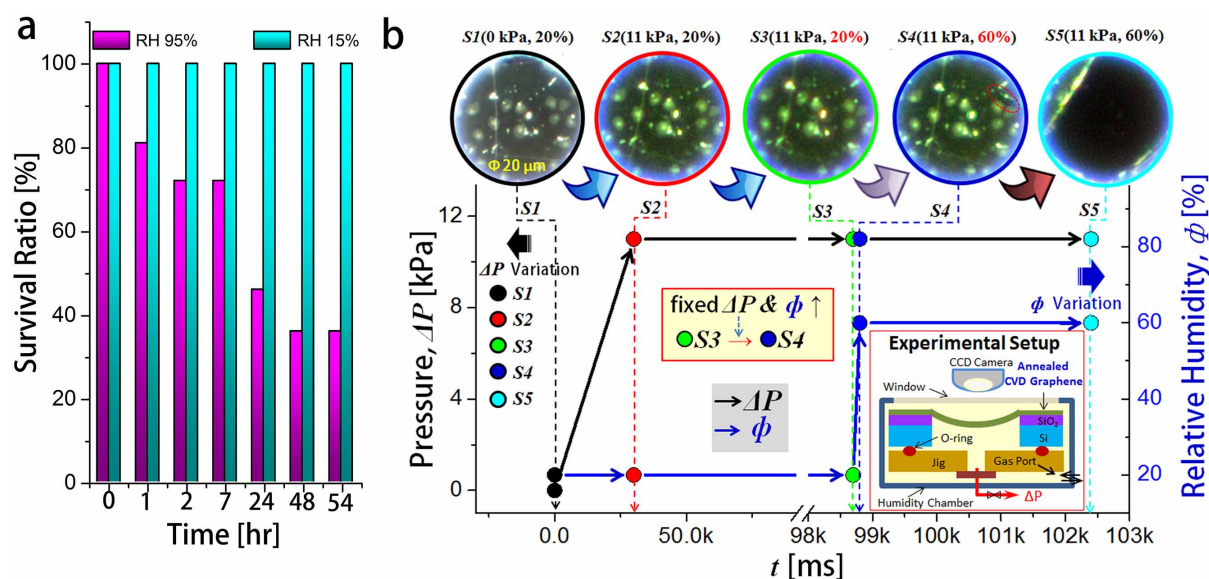 a
RH 95%
RH 15%
Survival Ratio [%]
100
80
60
40
20
0
0 1 2 7 24 48 54
Time [hr]
b
S1(0 kPa, 20%) S2(11 kPa, 20%) S3(11 kPa, 20%) S4(11 kPa, 60%) S5(11 kPa, 60%)
Φ 20 μm
S1 S2 S3 S4 S5
Pressure, ΔP [kPa]
12
8
4
0
ΔP Variation
S1
S2
S3
S4
S5
fixed ΔP & ϕ ↑
S3 → S4
ΔP
ϕ
ϕ Variation
Experimental Setup
CCD Camera
Annealed
CVD Graphene
Window
SiO₂
Si
O-ring
Jig
Gas Port
Humidity Chamber
ΔP
Relative Humidity, ϕ [%]
80
60
40
20
0.0 50.0k 98k 99k 100k 101k 102k 103k
t [ms]